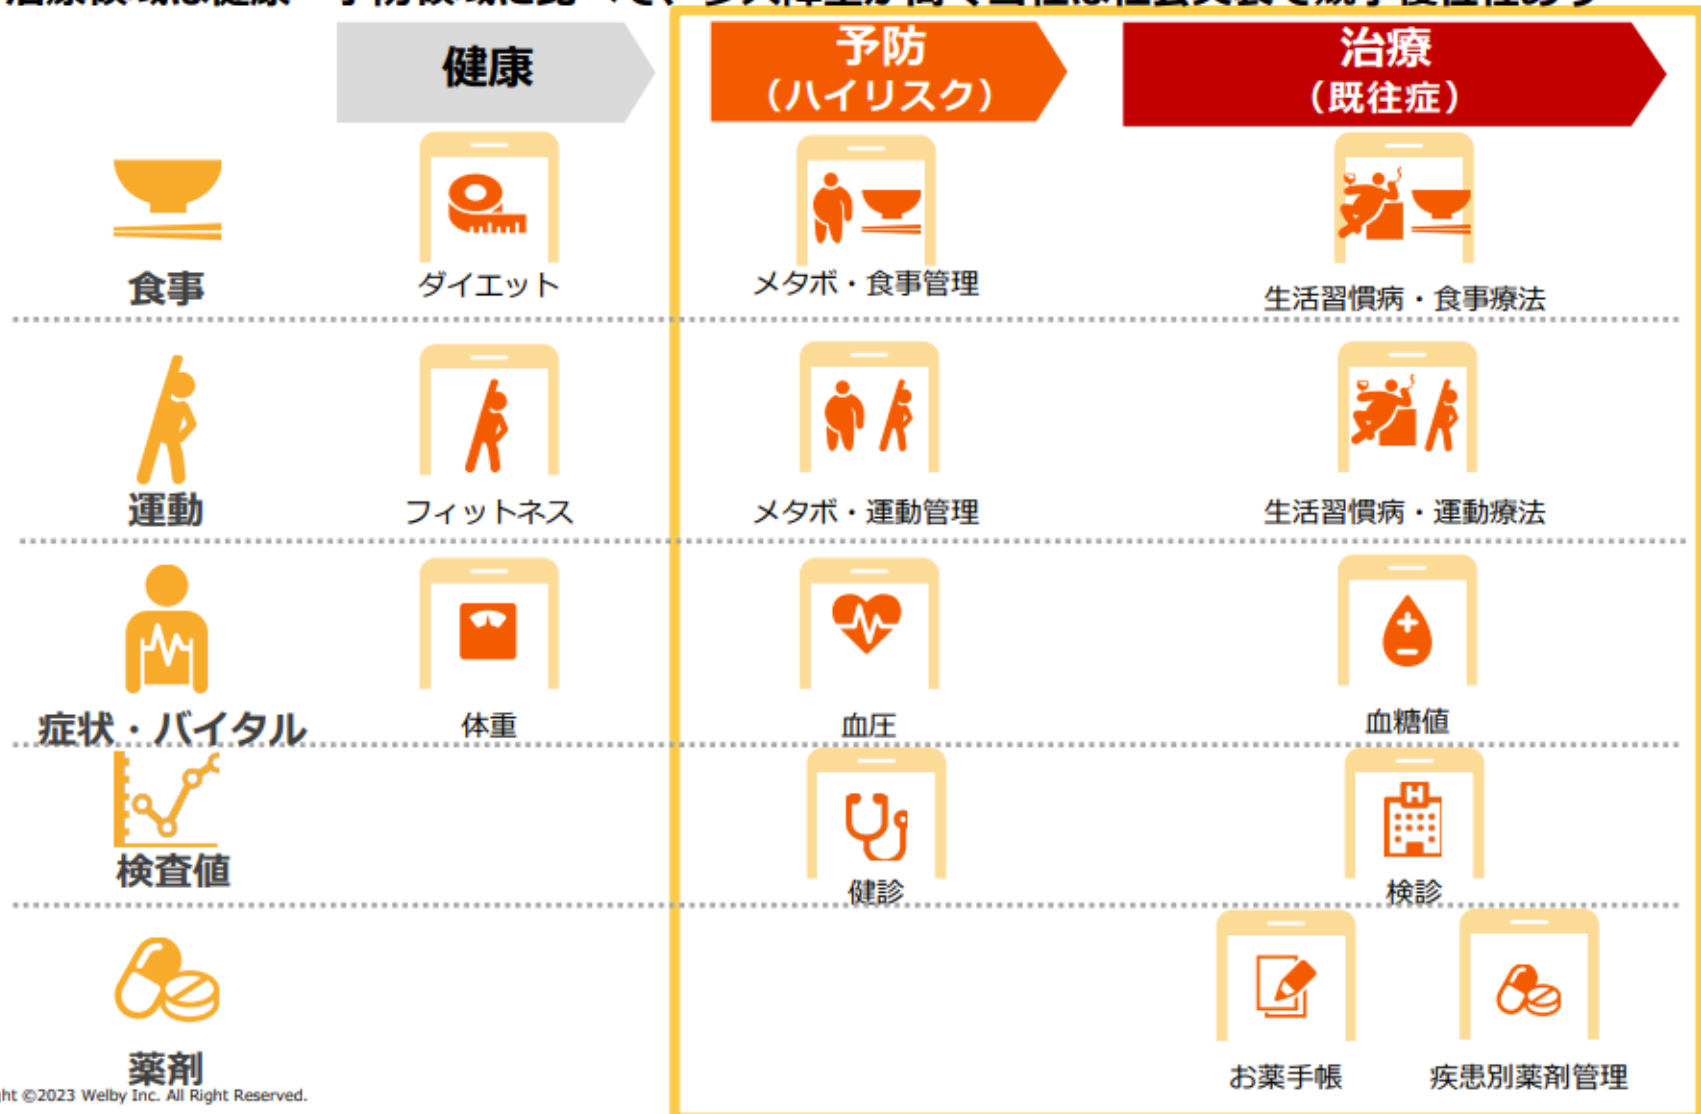 健康
予防
（ハイリスク）
治療
（既往症）
食事
ダイエット
メタボ・食事管理
生活習慣病・食事療法
運動
フィットネス
メタボ・運動管理
生活習慣病・運動療法
症状・バイタル
体重
血圧
血糖値
検査値
健診
検診
薬剤
お薬手帳
疾患別薬剤管理
ht ©2023 Welby Inc. All Right Reserved.